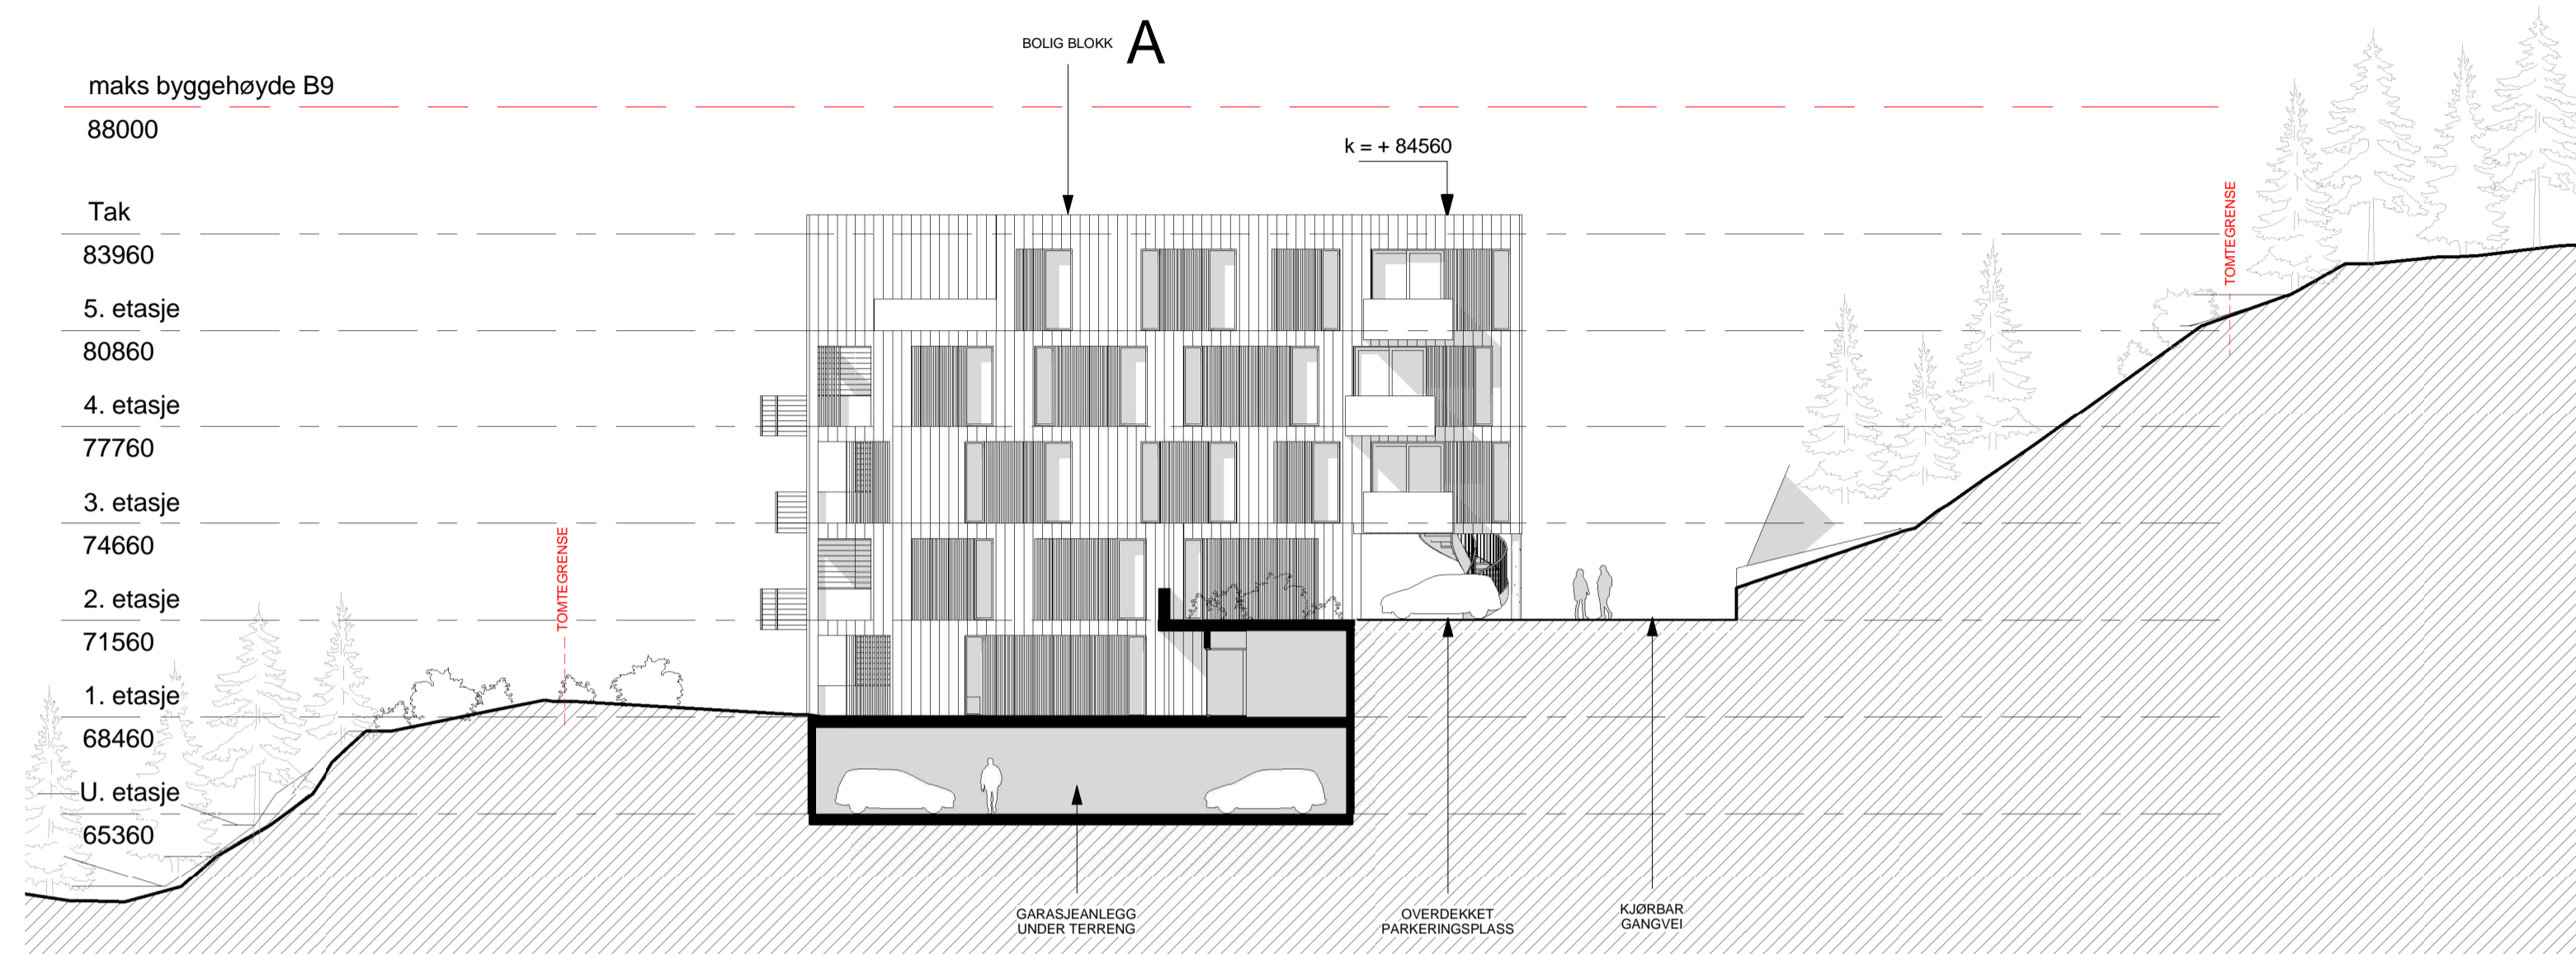 BOLIG BLOKK A
maks byggehøyde B9
88000
k = + 84560
Tak
83960
TOMTEGRENSE
5. etasje
80860
4. etasje
77760
3. etasje
74660
TOMTEGRENSE
2. etasje
71560
1. etasje
68460
U. etasje
65360
GARASJEANLEGG
UNDER TERRENG
OVERDEKKET
PARKERINGSPLASS
KJØRBAR
GANGVEI